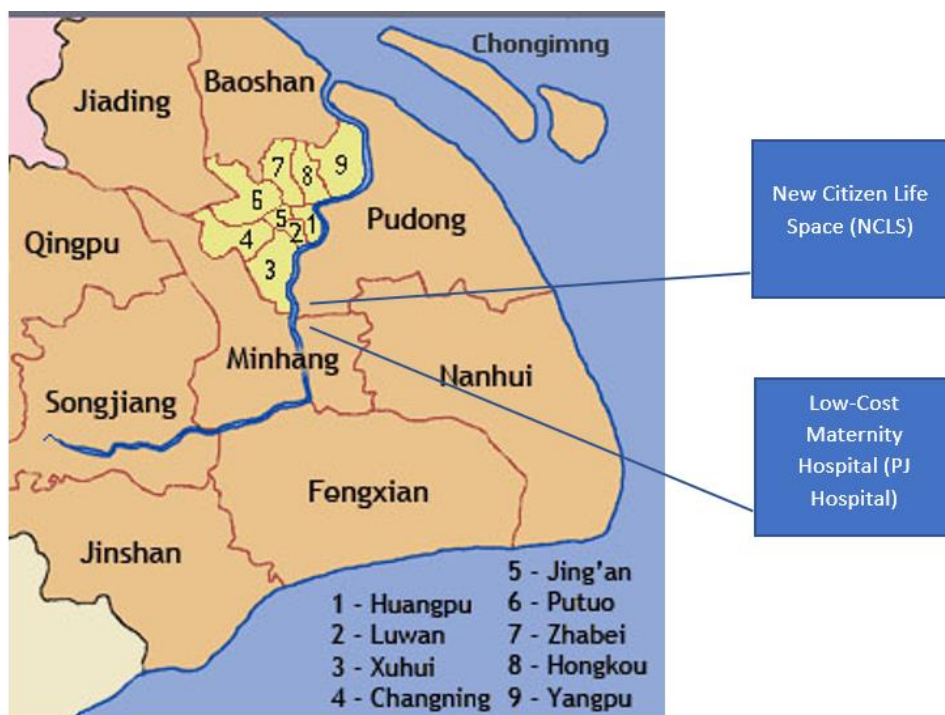 Chongimng
Baoshan
Jiading
7
8
9
6
5
1
2
4
3
Pudong
Qingpu
Minhang
Nanhui
Songjiang
Fengxian
Jinshan
1 - Huangpu
2 - Luwan
3 - Xuhui
4 - Changning
5 - Jing'an
6 - Putuo
7 - Zhabei
8 - Hongkou
9 - Yangpu
New Citizen Life
Space (NCLS)
Low-Cost
Maternity
Hospital (PJ
Hospital)